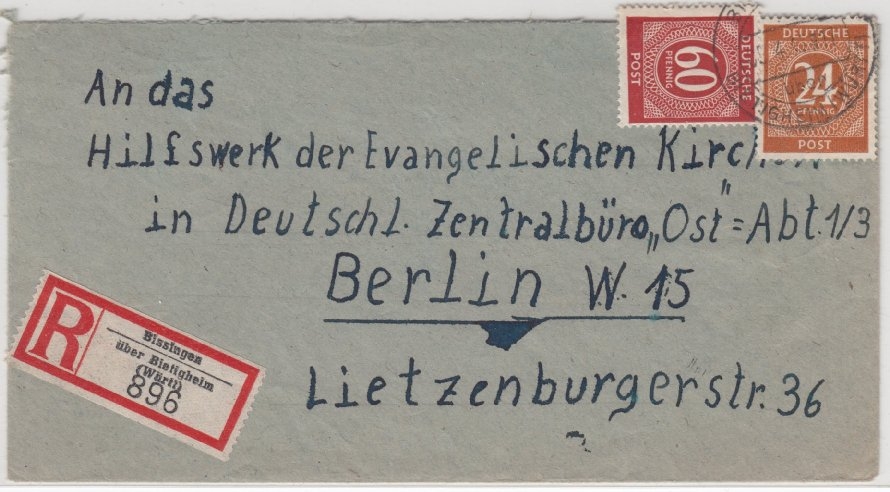 DEUTSCHE
60
PFENNIG
POST
DEUTSCHE
24
PFENNIG
POST
An das
Hilfswerk der Evangelischen Kirchen
in Deutschl. Zentralbüro „Ost“=Abt.1/3
Berlin W. 15
Lietzenburgerstr. 36
R
Bissingen
über Bietigheim
(Württ)
896